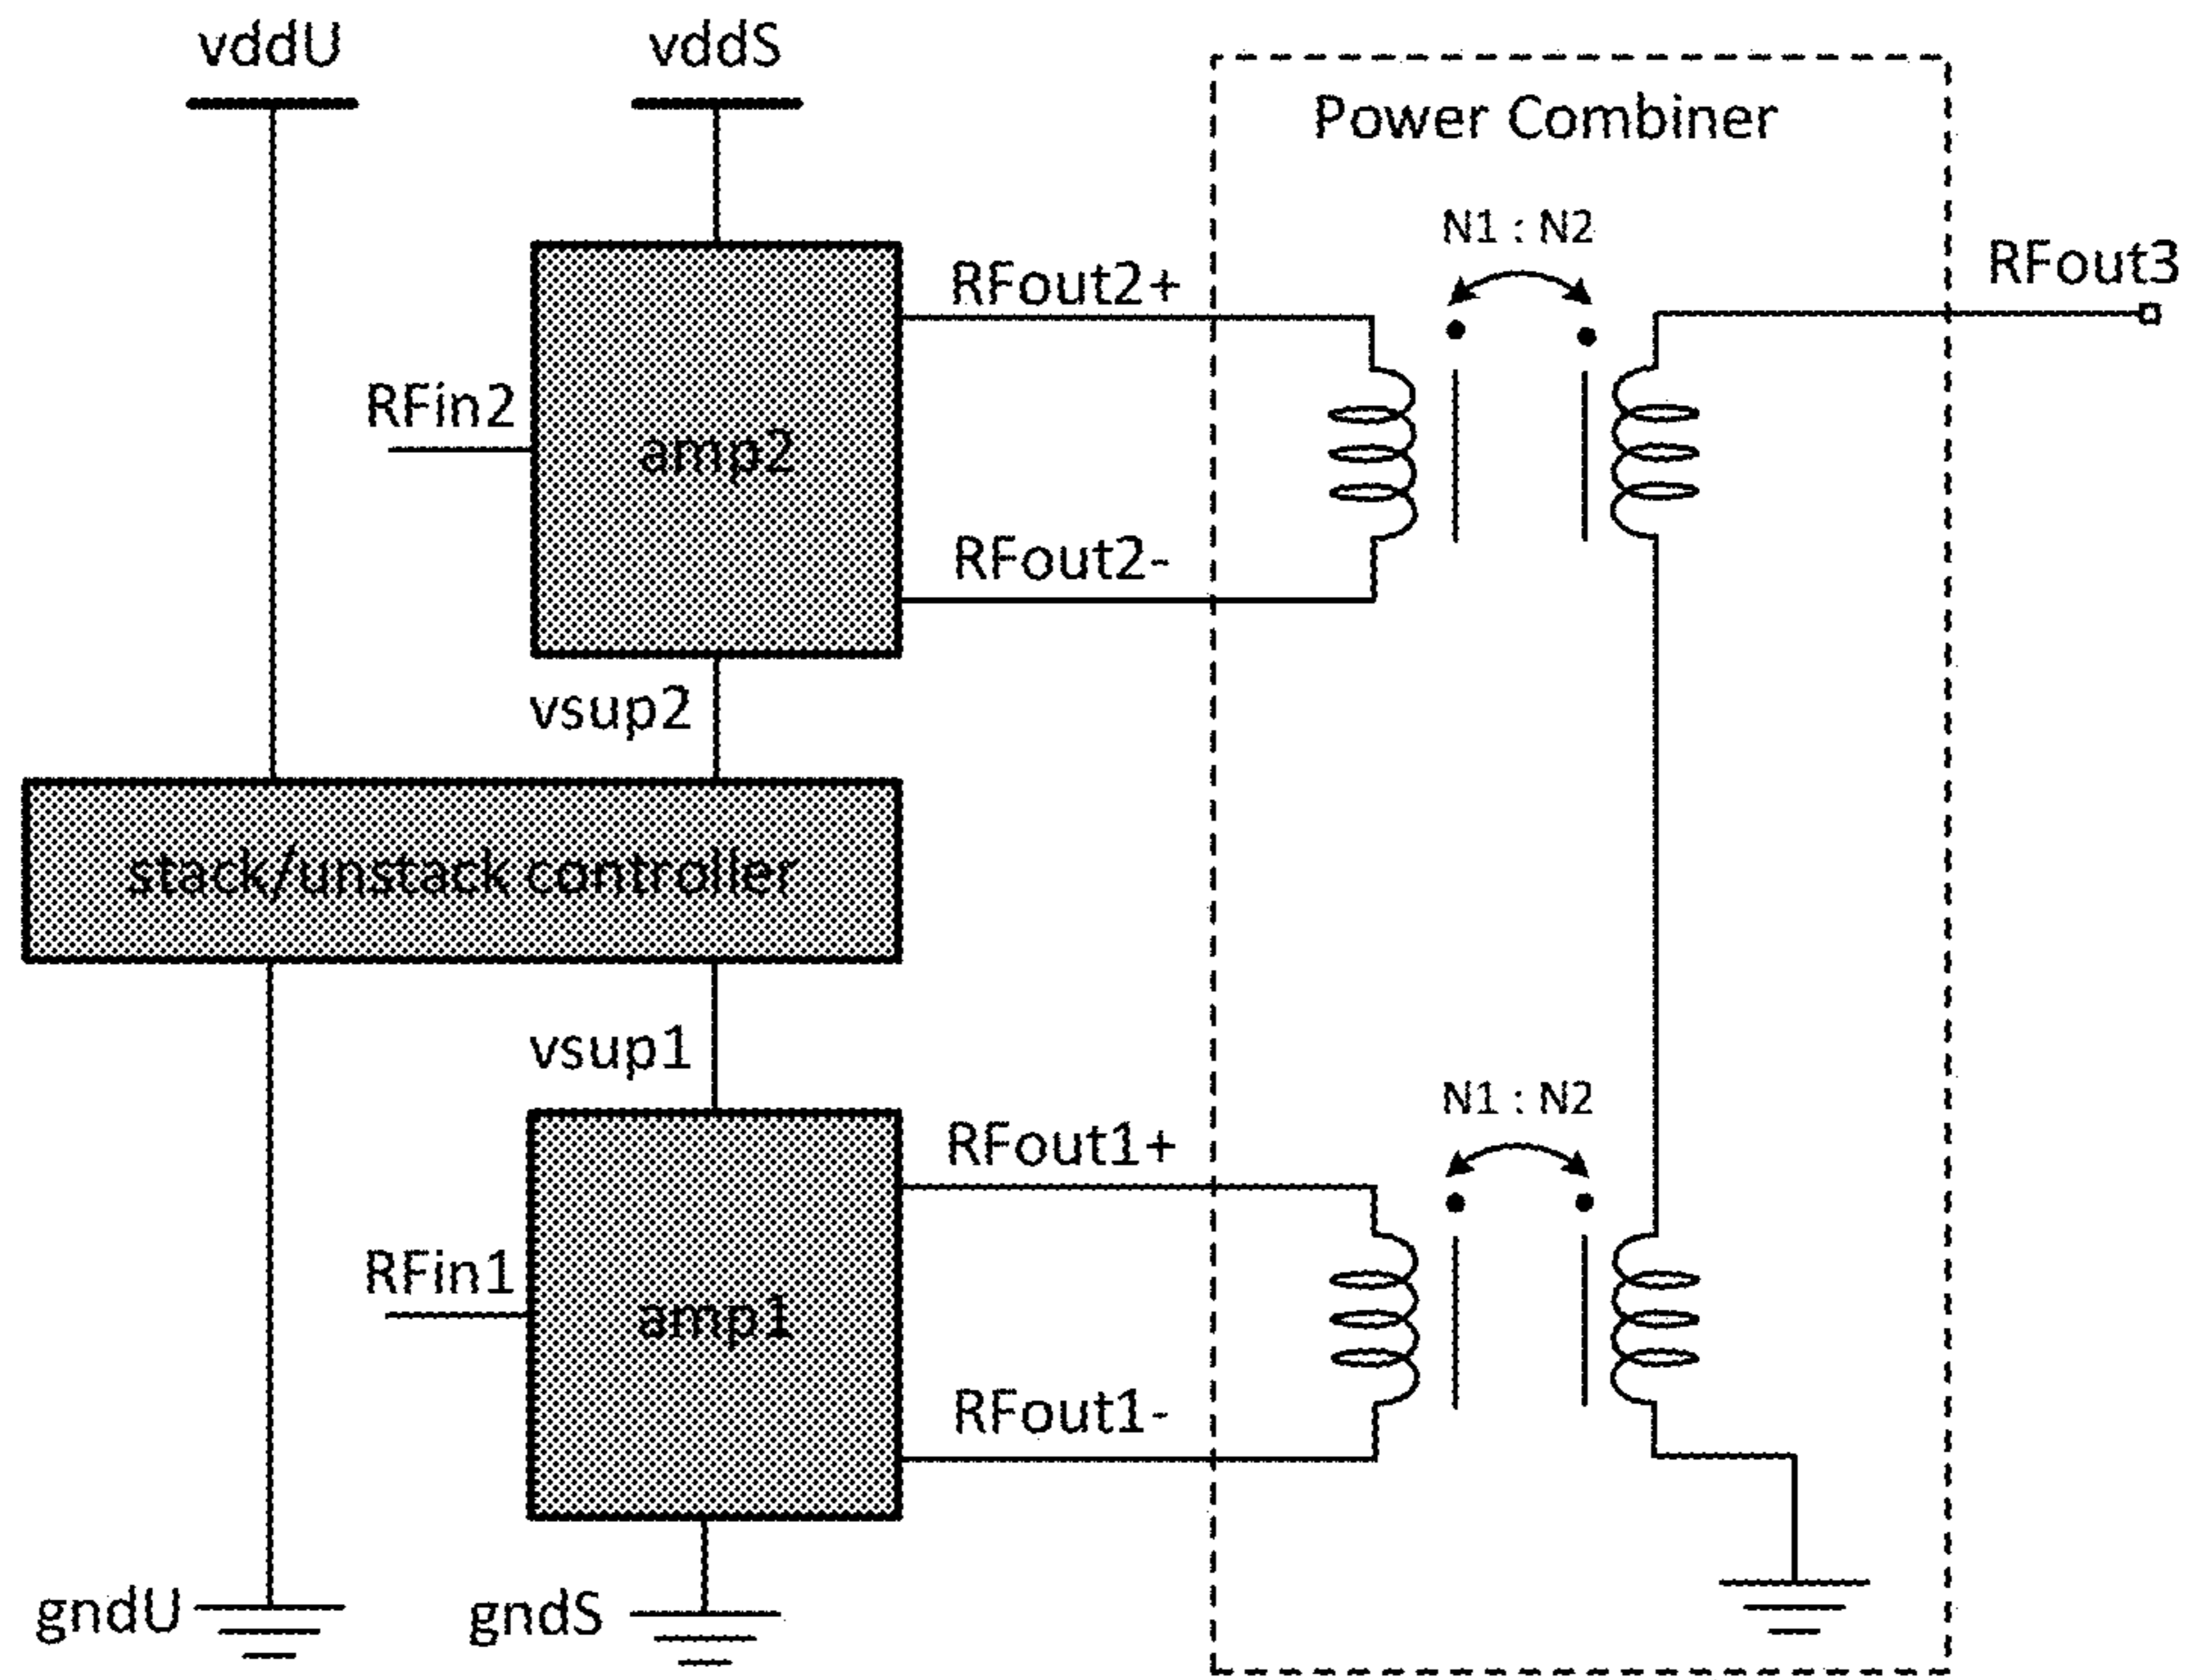 vddU
vddS
Power Combiner
N1 : N2
RFout3
RFout2+
RFin2
amp2
RFout2-
vsup2
stack/unstack controller
vsup1
N1 : N2
RFout1+
RFin1
amp1
RFout1-
gndU
gndS